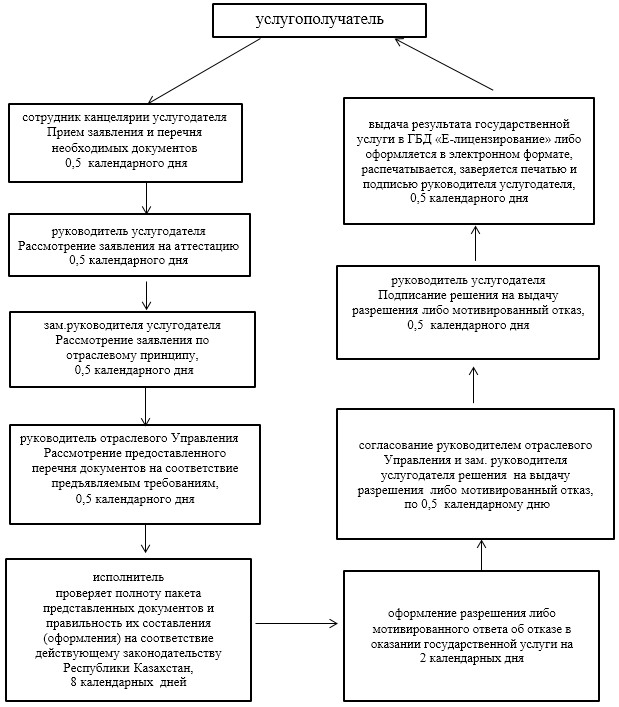 услугополучатель
сотрудник канцелярии услугодателя
Прием заявления и перечня
необходимых документов
0,5 календарного дня
руководитель услугодателя
Рассмотрение заявления на аттестацию
0,5 календарного дня
зам.руководителя услугодателя
Рассмотрение заявления по
отраслевому принципу,
0,5 календарного дня
руководитель отраслевого Управления
Рассмотрение предоставленного
перечня документов на соответствие
предъявляемым требованиям,
0,5 календарного дня
исполнитель
проверяет полноту пакета
представленных документов и
правильность их составления
(оформления) на соответствие
действующему законодательству
Республики Казахстан,
8 календарных дней
оформление разрешения либо
мотивированного ответа об отказе в
оказании государственной услуги на
2 календарных дня
согласование руководителем отраслевого
Управления и зам. руководителя
услугодателя решения на выдачу
разрешения либо мотивированный отказ,
по 0,5 календарному дню
руководитель услугодателя
Подписание решения на выдачу
разрешения либо мотивированный отказ,
0,5 календарного дня
выдача результата государственной
услуги в ГБД «Е-лицензирование» либо
оформляется в электронном формате,
распечатывается, заверяется печатью и
подписью руководителя услугодателя,
0,5 календарного дня